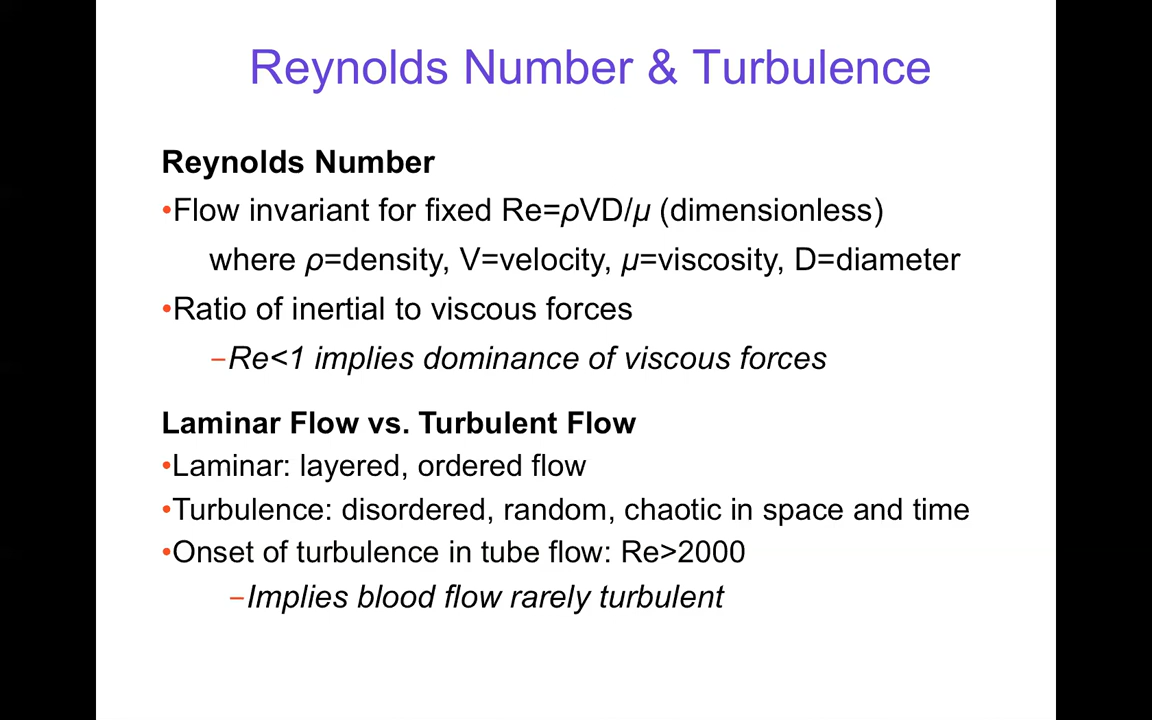 Reynolds Number & Turbulence
Reynolds Number
•Flow invariant for fixed Re=ρVD/μ (dimensionless)
where ρ=density, V=velocity, μ=viscosity, D=diameter
•Ratio of inertial to viscous forces
–Re<1 implies dominance of viscous forces
Laminar Flow vs. Turbulent Flow
•Laminar: layered, ordered flow
•Turbulence: disordered, random, chaotic in space and time
•Onset of turbulence in tube flow: Re>2000
–Implies blood flow rarely turbulent